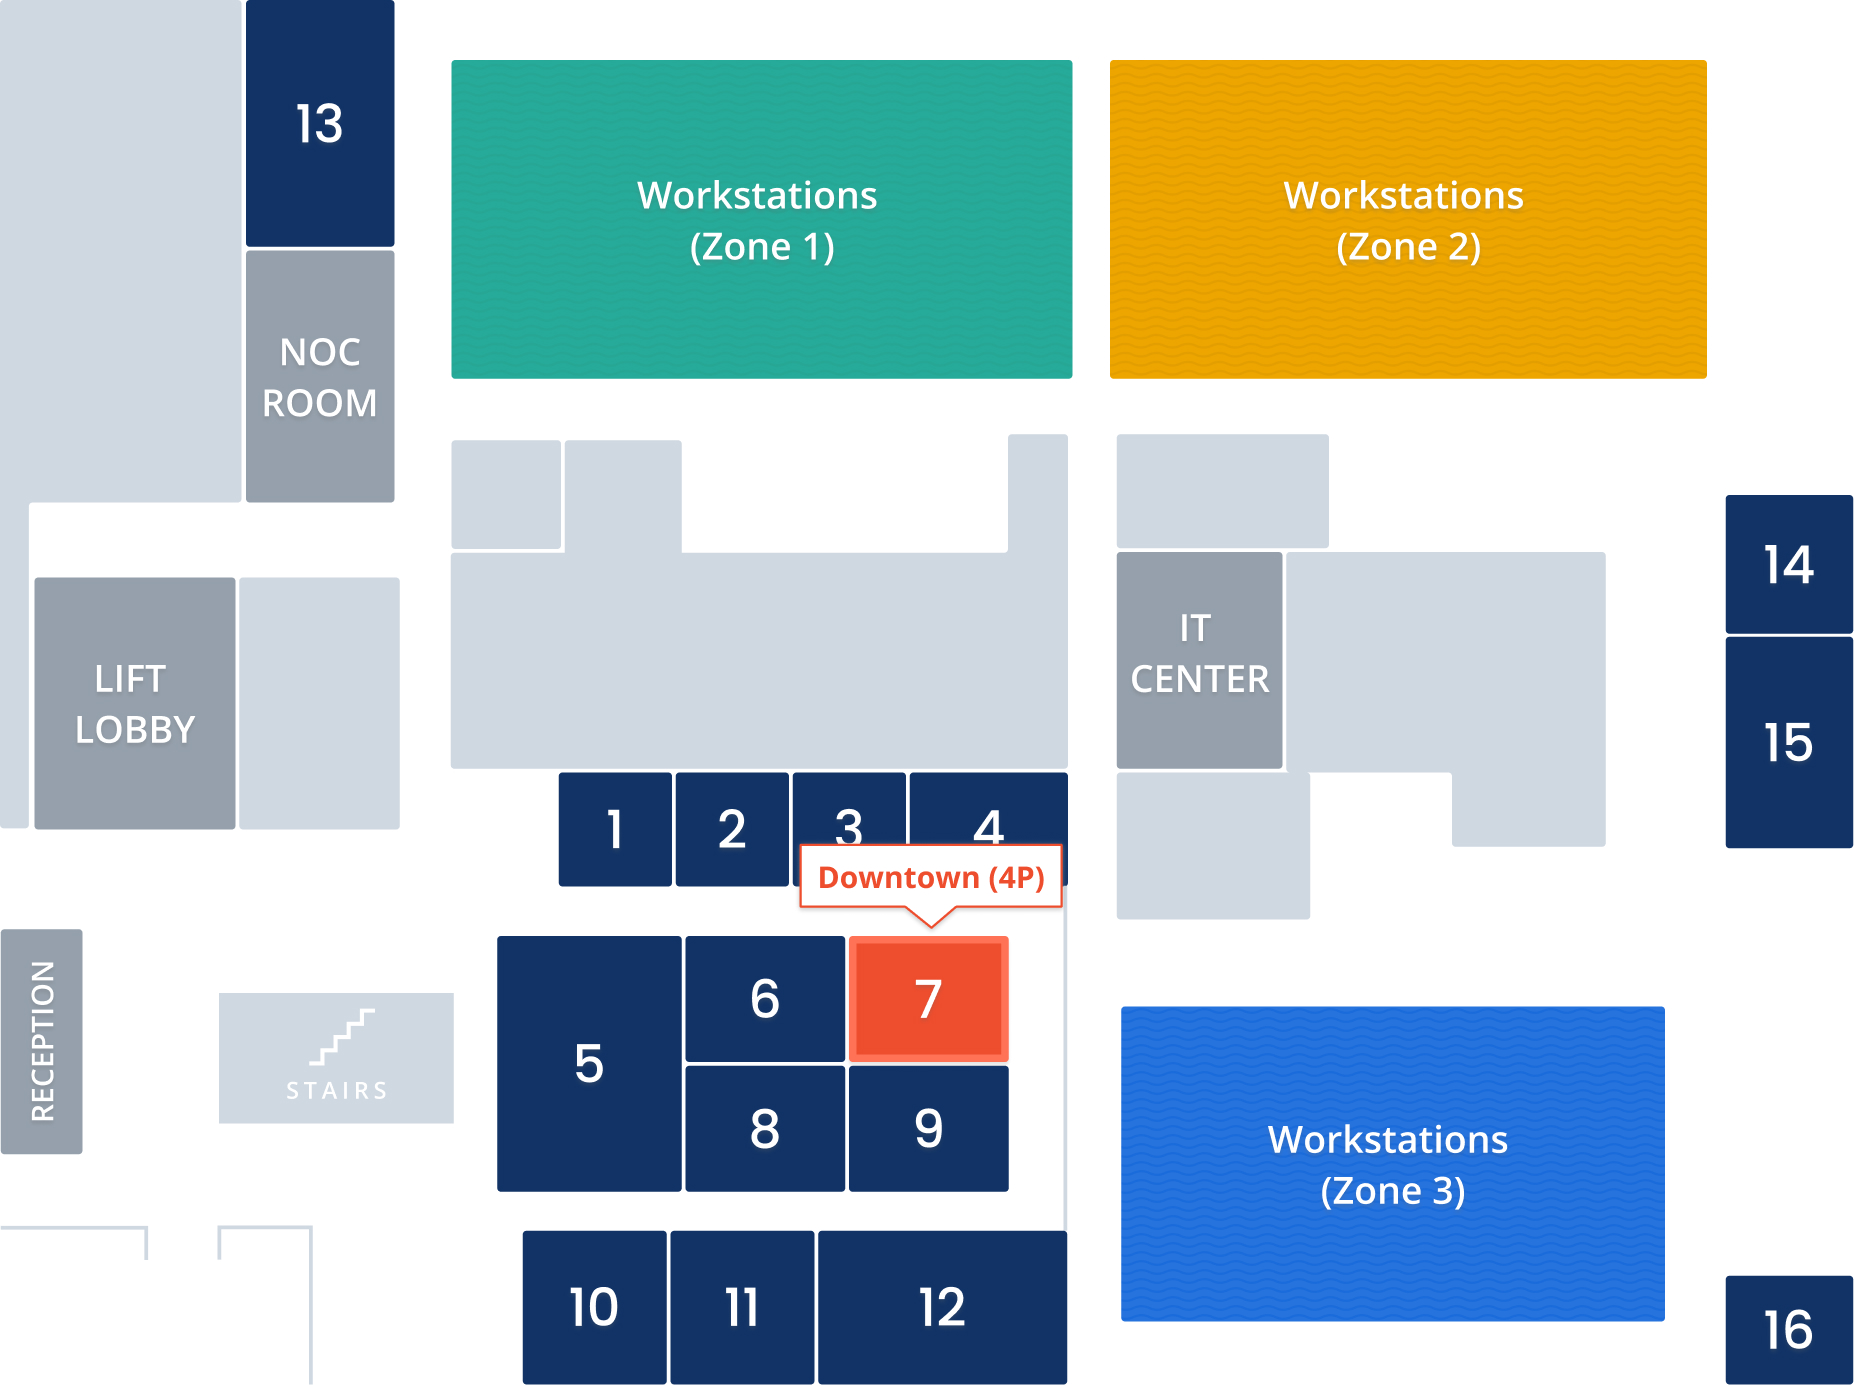 13
Workstations
(Zone 1)
Workstations
(Zone 2)
NOC
ROOM
14
IT
CENTER
LIFT
LOBBY
15
1
2
3
4
Downtown (4P)
RECEPTION
STAIRS
5
6
7
8
9
Workstations
(Zone 3)
10
11
12
16